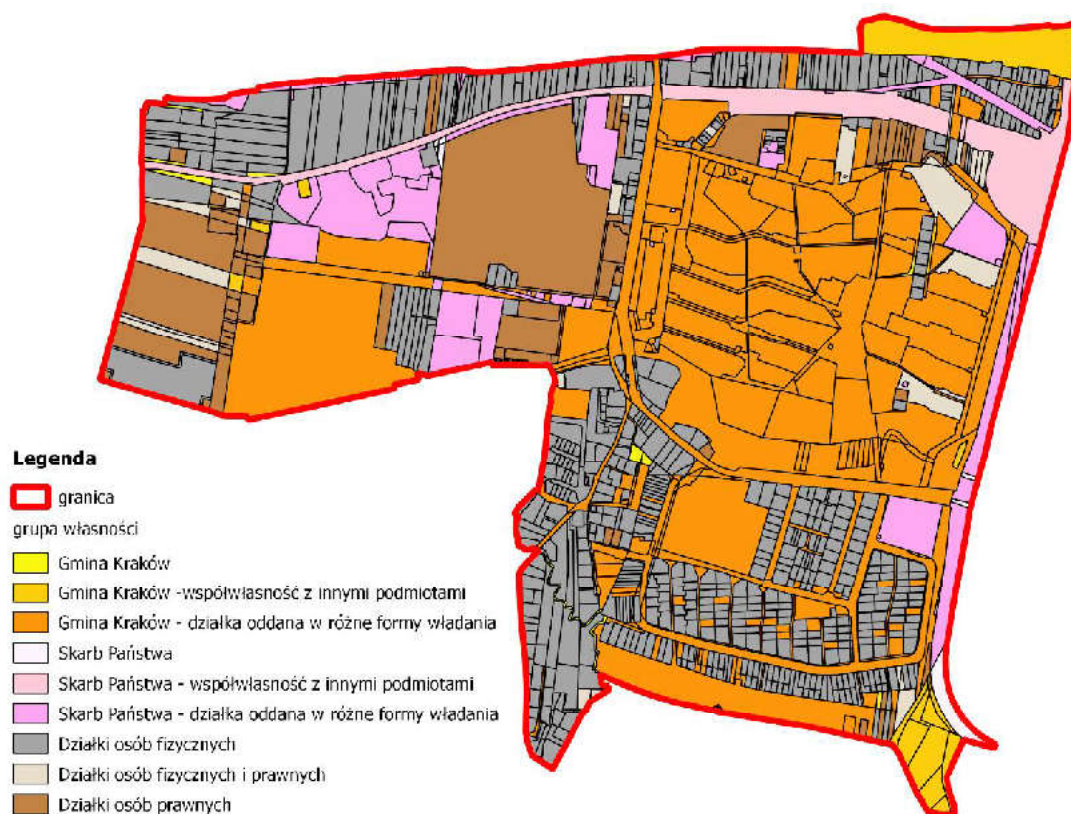 Legenda
granica
grupa własności
Gmina Kraków
Gmina Kraków -współwłasność z innymi podmiotami
Gmina Kraków - działka oddana w różne formy władania
Skarb Państwa
Skarb Państwa - współwłasność z innymi podmiotami
Skarb Państwa - działka oddana w różne formy władania
Działki osób fizycznych
Działki osób fizycznych i prawnych
Działki osób prawnych